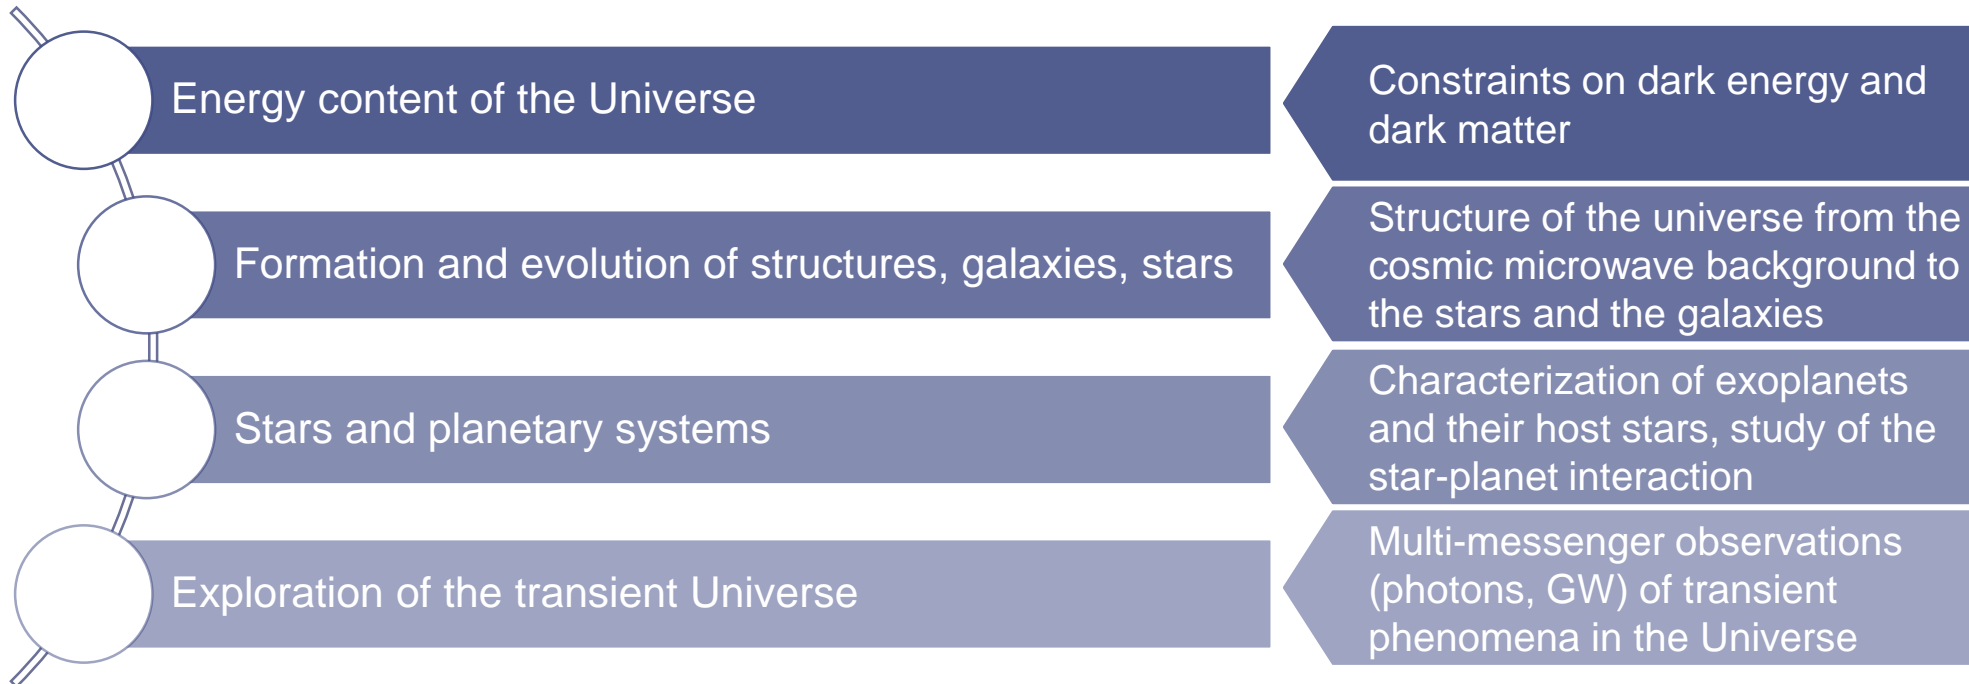 Energy content of the Universe
Constraints on dark energy and
dark matter
Formation and evolution of structures, galaxies, stars
Structure of the universe from the
cosmic microwave background to
the stars and the galaxies
Stars and planetary systems
Characterization of exoplanets
and their host stars, study of the
star-planet interaction
Exploration of the transient Universe
Multi-messenger observations
(photons, GW) of transient
phenomena in the Universe